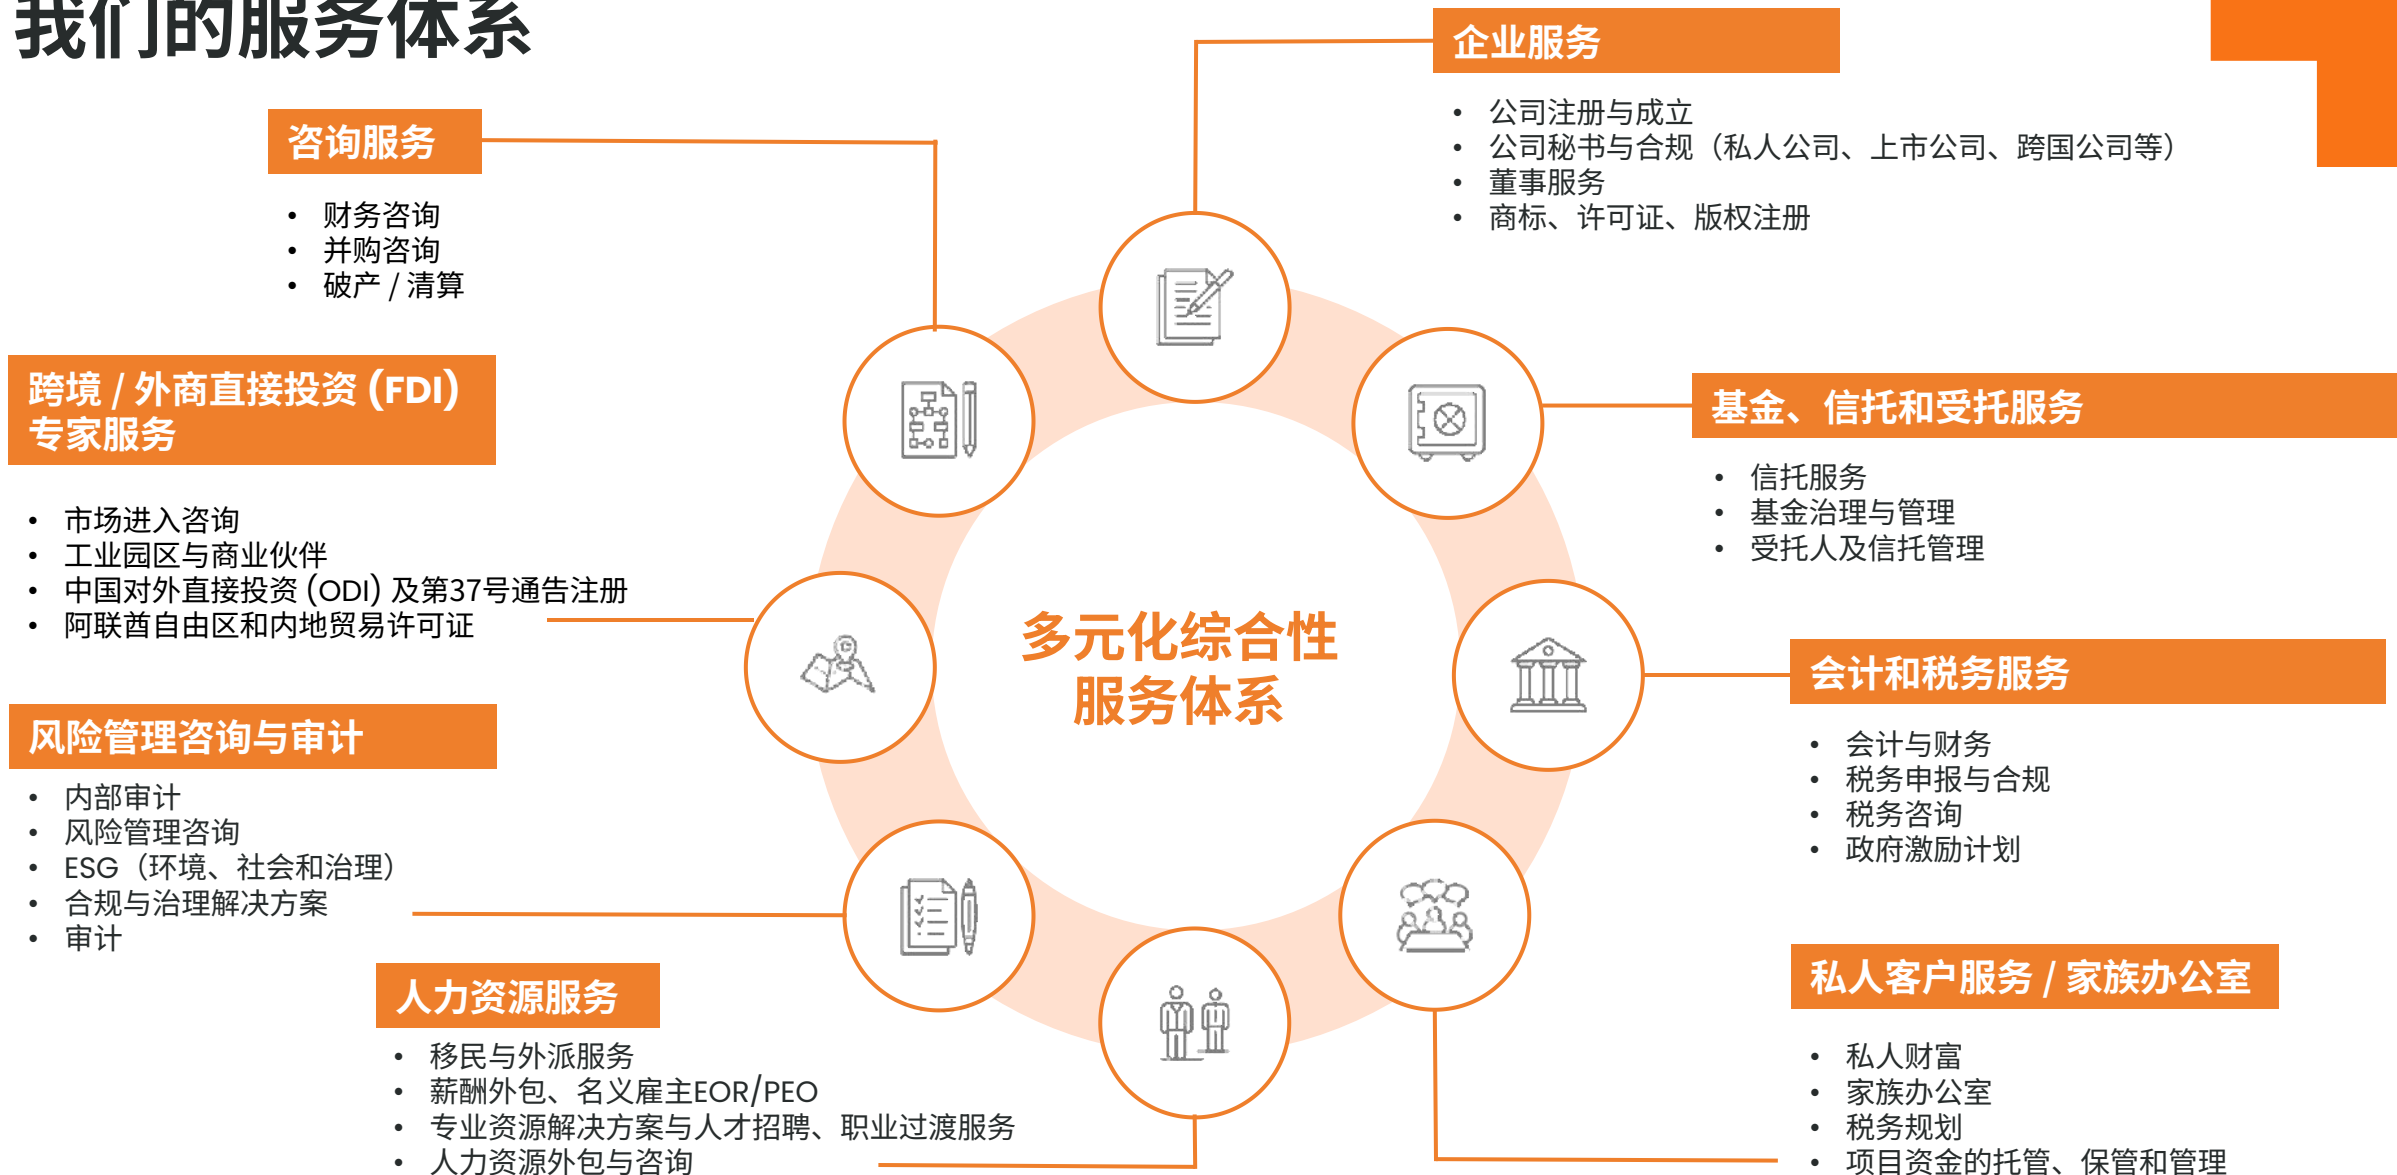 我们的服务体系
企业服务
• 公司注册与成立
• 公司秘书与合规（私人公司、上市公司、跨国公司等）
• 董事服务
• 商标、许可证、版权注册
咨询服务
• 财务咨询
• 并购咨询
• 破产 / 清算
跨境 / 外商直接投资 (FDI)
专家服务
• 市场进入咨询
• 工业园区与商业伙伴
• 中国对外直接投资 (ODI) 及第37号通告注册
• 阿联酋自由区和内地贸易许可证
基金、信托和受托服务
• 信托服务
• 基金治理与管理
• 受托人及信托管理
多元化综合性
服务体系
会计和税务服务
• 会计与财务
• 税务申报与合规
• 税务咨询
• 政府激励计划
风险管理咨询与审计
• 内部审计
• 风险管理咨询
• ESG（环境、社会和治理）
• 合规与治理解决方案
• 审计
人力资源服务
• 移民与外派服务
• 薪酬外包、名义雇主EOR/PEO
• 专业资源解决方案与人才招聘、职业过渡服务
• 人力资源外包与咨询
私人客户服务 / 家族办公室
• 私人财富
• 家族办公室
• 税务规划
• 项目资金的托管、保管和管理